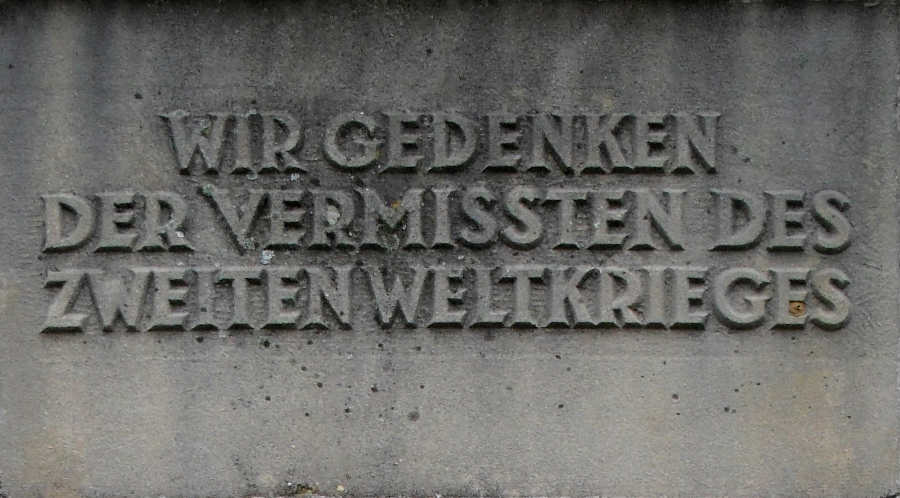 WIR GEDENKEN
DER VERMISSTEN DES
ZWEITEN WELTKRIEGES